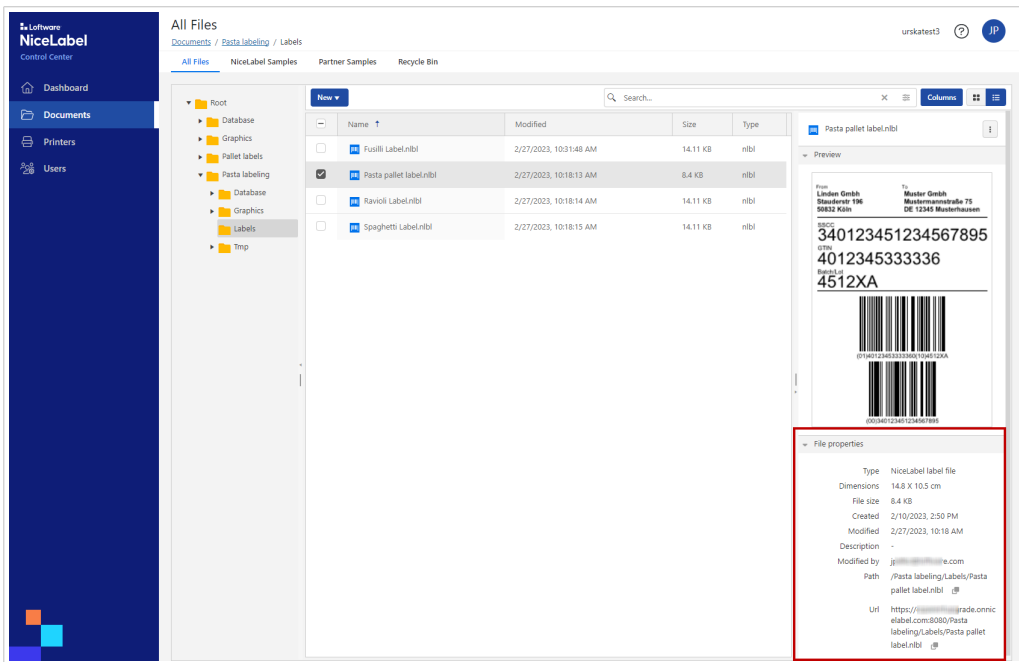 Loftware
NiceLabel
Control Center
Dashboard
Documents
Printers
Users
All Files
Documents / Pasta labeling / Labels
urskatest3
?
JP
All Files NiceLabel Samples Partner Samples Recycle Bin
Root
Database
Graphics
Pallet labels
Pasta labeling
Database
Graphics
Labels
Tmp
New
Search...
Columns
Name Modified Size Type
Fusilli Label.nlbl 2/27/2023, 10:31:48 AM 14.11 KB nlbl
Pasta pallet label.nlbl 2/27/2023, 10:18:13 AM 8.4 KB nlbl
Ravioli Label.nlbl 2/27/2023, 10:18:14 AM 14.11 KB nlbl
Spaghetti Label.nlbl 2/27/2023, 10:18:15 AM 14.11 KB nlbl
Pasta pallet label.nlbl
Preview
From To
Linden Gmbh Muster Gmbh
Stauderstr 196 Mustermannstraße 75
50832 Köln DE 12345 Musterhausen
SSCC
340123451234567895
GTIN
4012345333336
Batch/Lot
4512XA
(01)40123453333360(10)4512XA
(00)340123451234567895
File properties
Type NiceLabel label file
Dimensions 14.8 X 10.5 cm
File size 8.4 KB
Created 2/10/2023, 2:50 PM
Modified 2/27/2023, 10:18 AM
Description -
Modified by e.com
Path /Pasta labeling/Labels/Pasta
pallet label.nlbl
Url https:// grade.onnic
elabel.com:8080/Pasta
labeling/Labels/Pasta pallet
label.nlbl